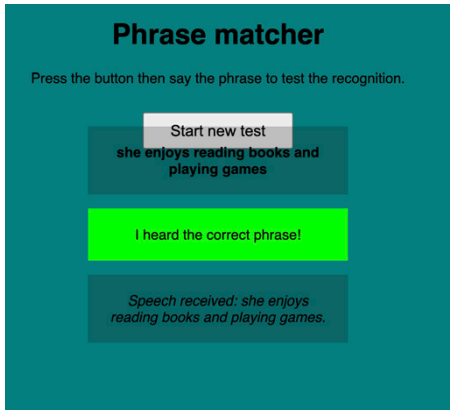 Phrase matcher
Press the button then say the phrase to test the recognition.
Start new test
she enjoys reading books and
playing games
I heard the correct phrase!
Speech received: she enjoys
reading books and playing games.